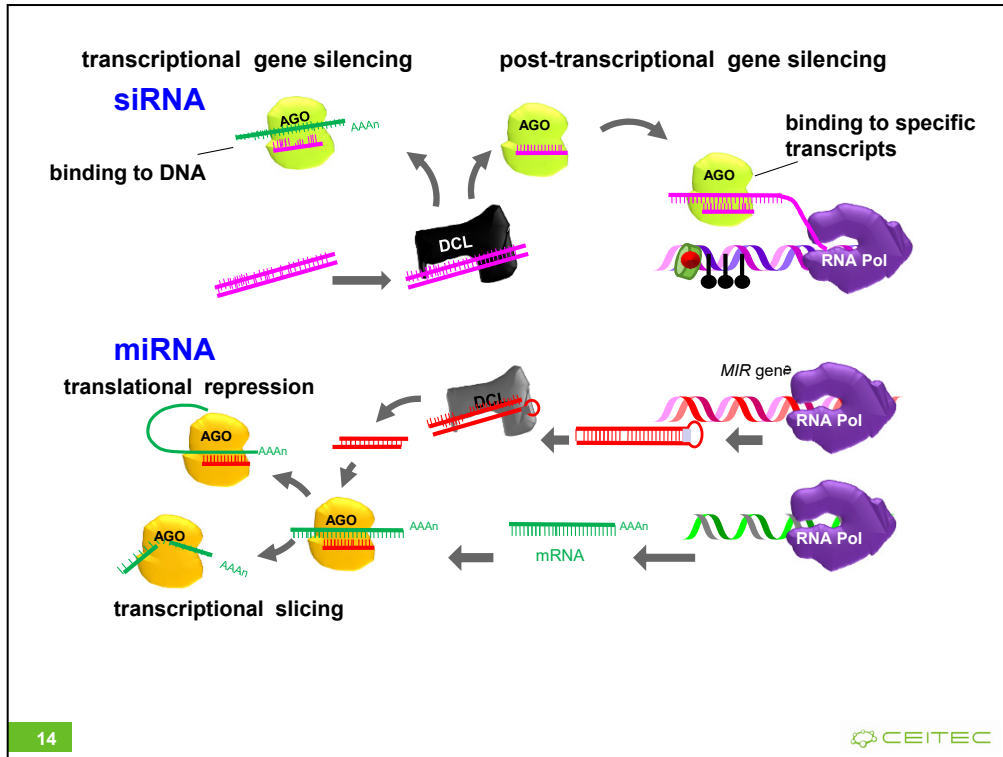 transcriptional gene silencing
post-transcriptional gene silencing
siRNA
AGO
AAAn
binding to DNA
AGO
binding to specific
transcripts
AGO
DCL
RNA Pol
miRNA
translational repression
MIR gene
DCL
RNA Pol
AGO
AAAn
AGO
AAAn
mRNA
RNA Pol
AGO
AAAn
transcriptional slicing
14
CEITEC